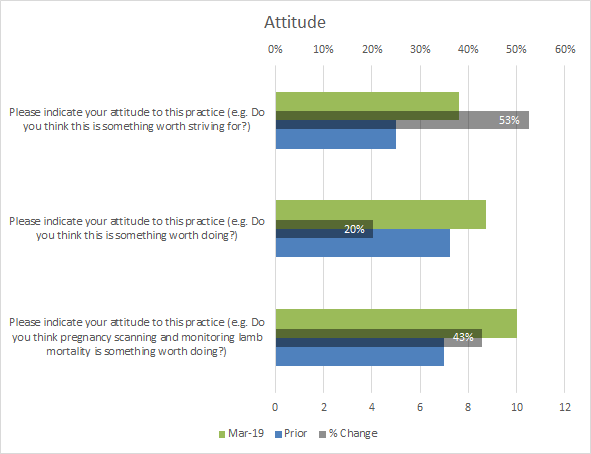 Attitude
0% 10% 20% 30% 40% 50% 60%
Please indicate your attitude to this practice (e.g. Do
you think this is something worth striving for?)
53%
Please indicate your attitude to this practice (e.g. Do
you think this is something worth doing?)
20%
Please indicate your attitude to this practice (e.g. Do
you think pregnancy scanning and monitoring lamb
mortality is something worth doing?)
43%
0 2 4 6 8 10 12
Mar-19 Prior % Change